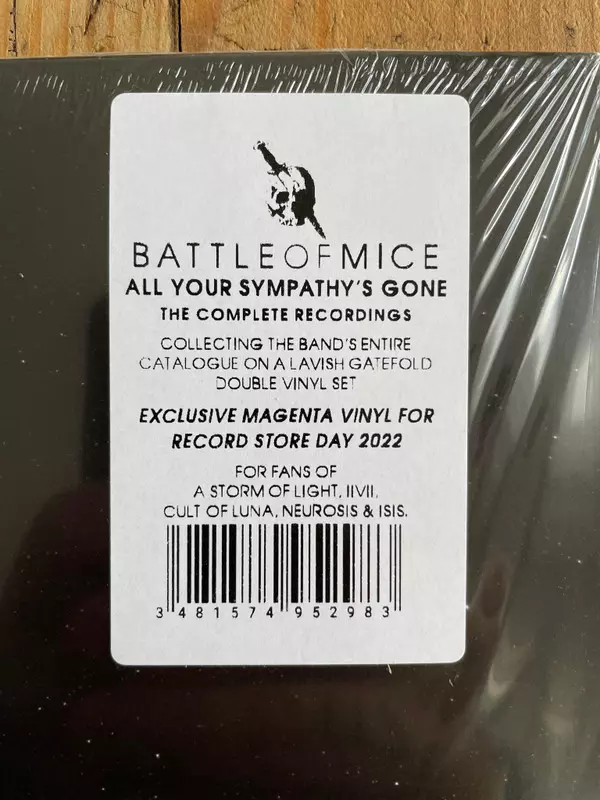 BATTLEOFMICE
ALL YOUR SYMPATHY'S GONE
THE COMPLETE RECORDINGS
COLLECTING THE BAND'S ENTIRE
CATALOGUE ON A LAVISH GATEFOLD
DOUBLE VINYL SET
EXCLUSIVE MAGENTA VINYL FOR
RECORD STORE DAY 2022
FOR FANS OF
A STORM OF LIGHT, IIVII,
CULT OF LUNA, NEUROSIS & ISIS.
3 481574 952983